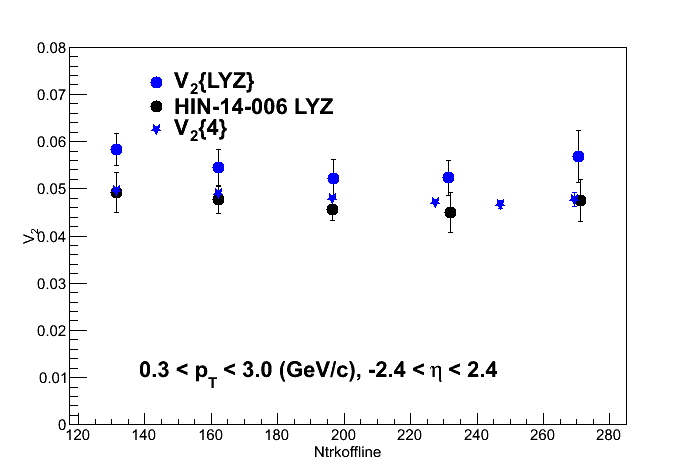 0.08
0.07
0.06
0.05
0.04
0.03
0.02
0.01
0
V2
V2{LYZ}
HIN-14-006 LYZ
V2{4}
0.3 < pT < 3.0 (GeV/c), -2.4 < η < 2.4
120 140 160 180 200 220 240 260 280
Ntrkoffline